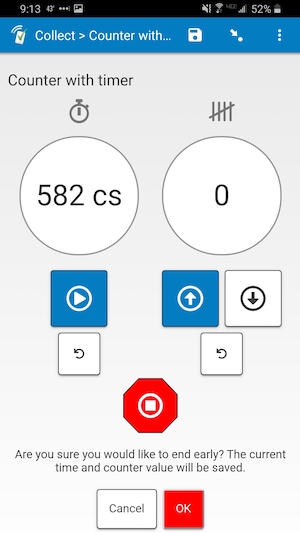 9:13 43° 52%
Collect > Counter with...
Counter with timer
582 cs
0
Are you sure you would like to end early? The current
time and counter value will be saved.
Cancel
OK